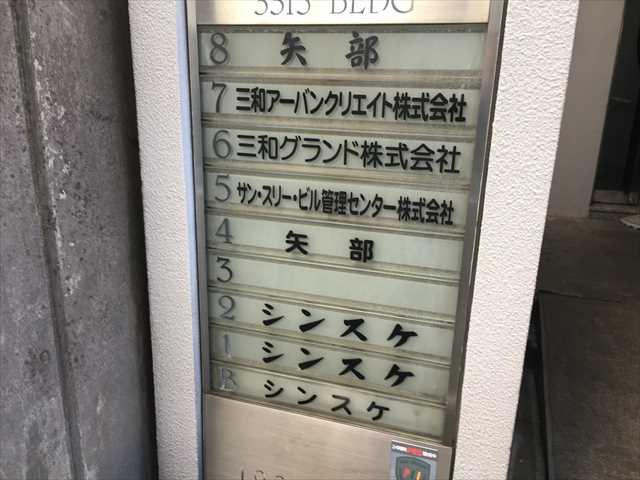 3313 BLDG
8 矢部
7 三和アーバンクリエイト株式会社
6 三和グランド株式会社
5 サン・スリー・ビル管理センター株式会社
4 矢部
3
2 シンスケ
1 シンスケ
B シンスケ